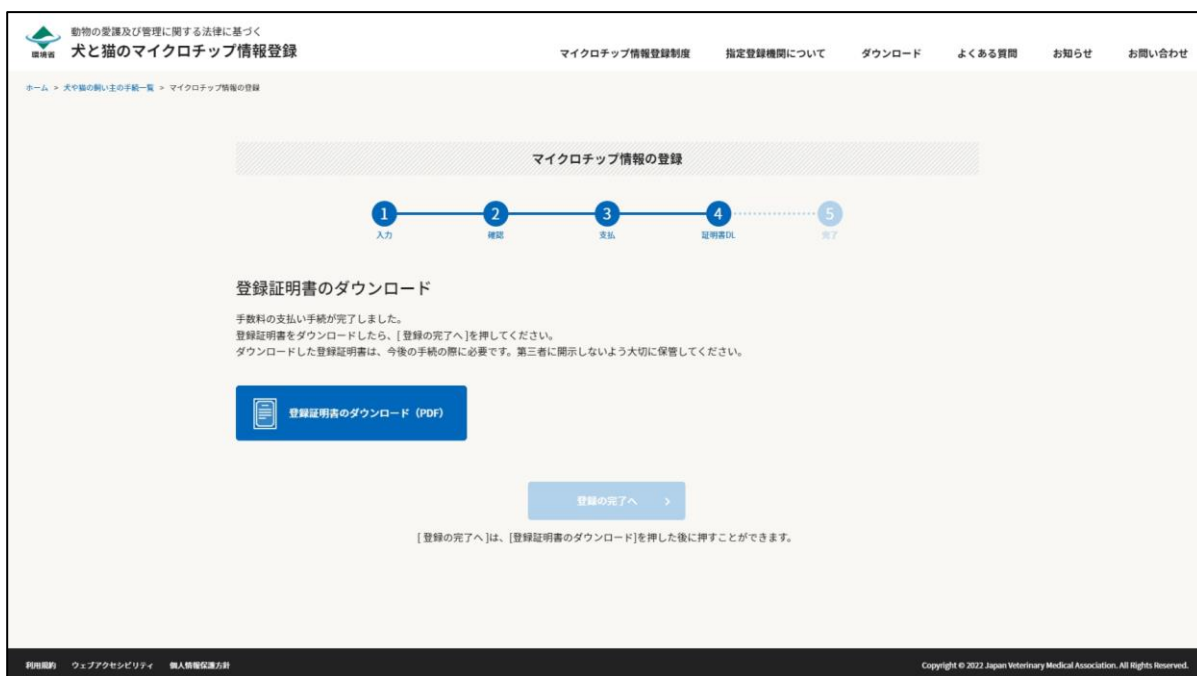 動物の愛護及び管理に関する法律に基づく
環境省
犬と猫のマイクロチップ情報登録
マイクロチップ情報登録制度 指定登録機関について ダウンロード よくある質問 お知らせ お問い合わせ
ホーム > 犬や猫の飼い主の手続一覧 > マイクロチップ情報の登録
マイクロチップ情報の登録
1 2 3 4 5
入力 確認 支払 証明書DL 完了
登録証明書のダウンロード
手数料の支払い手続が完了しました。
登録証明書をダウンロードしたら、[登録の完了へ]を押してください。
ダウンロードした登録証明書は、今後の手続の際に必要です。第三者に開示しないよう大切に保管してください。
登録証明書のダウンロード（PDF）
登録の完了へ >
[登録の完了へ]は、[登録証明書のダウンロード]を押した後に押すことができます。
利用規約 ウェブアクセシビリティ 個人情報保護方針 Copyright © 2022 Japan Veterinary Medical Association. All Rights Reserved.